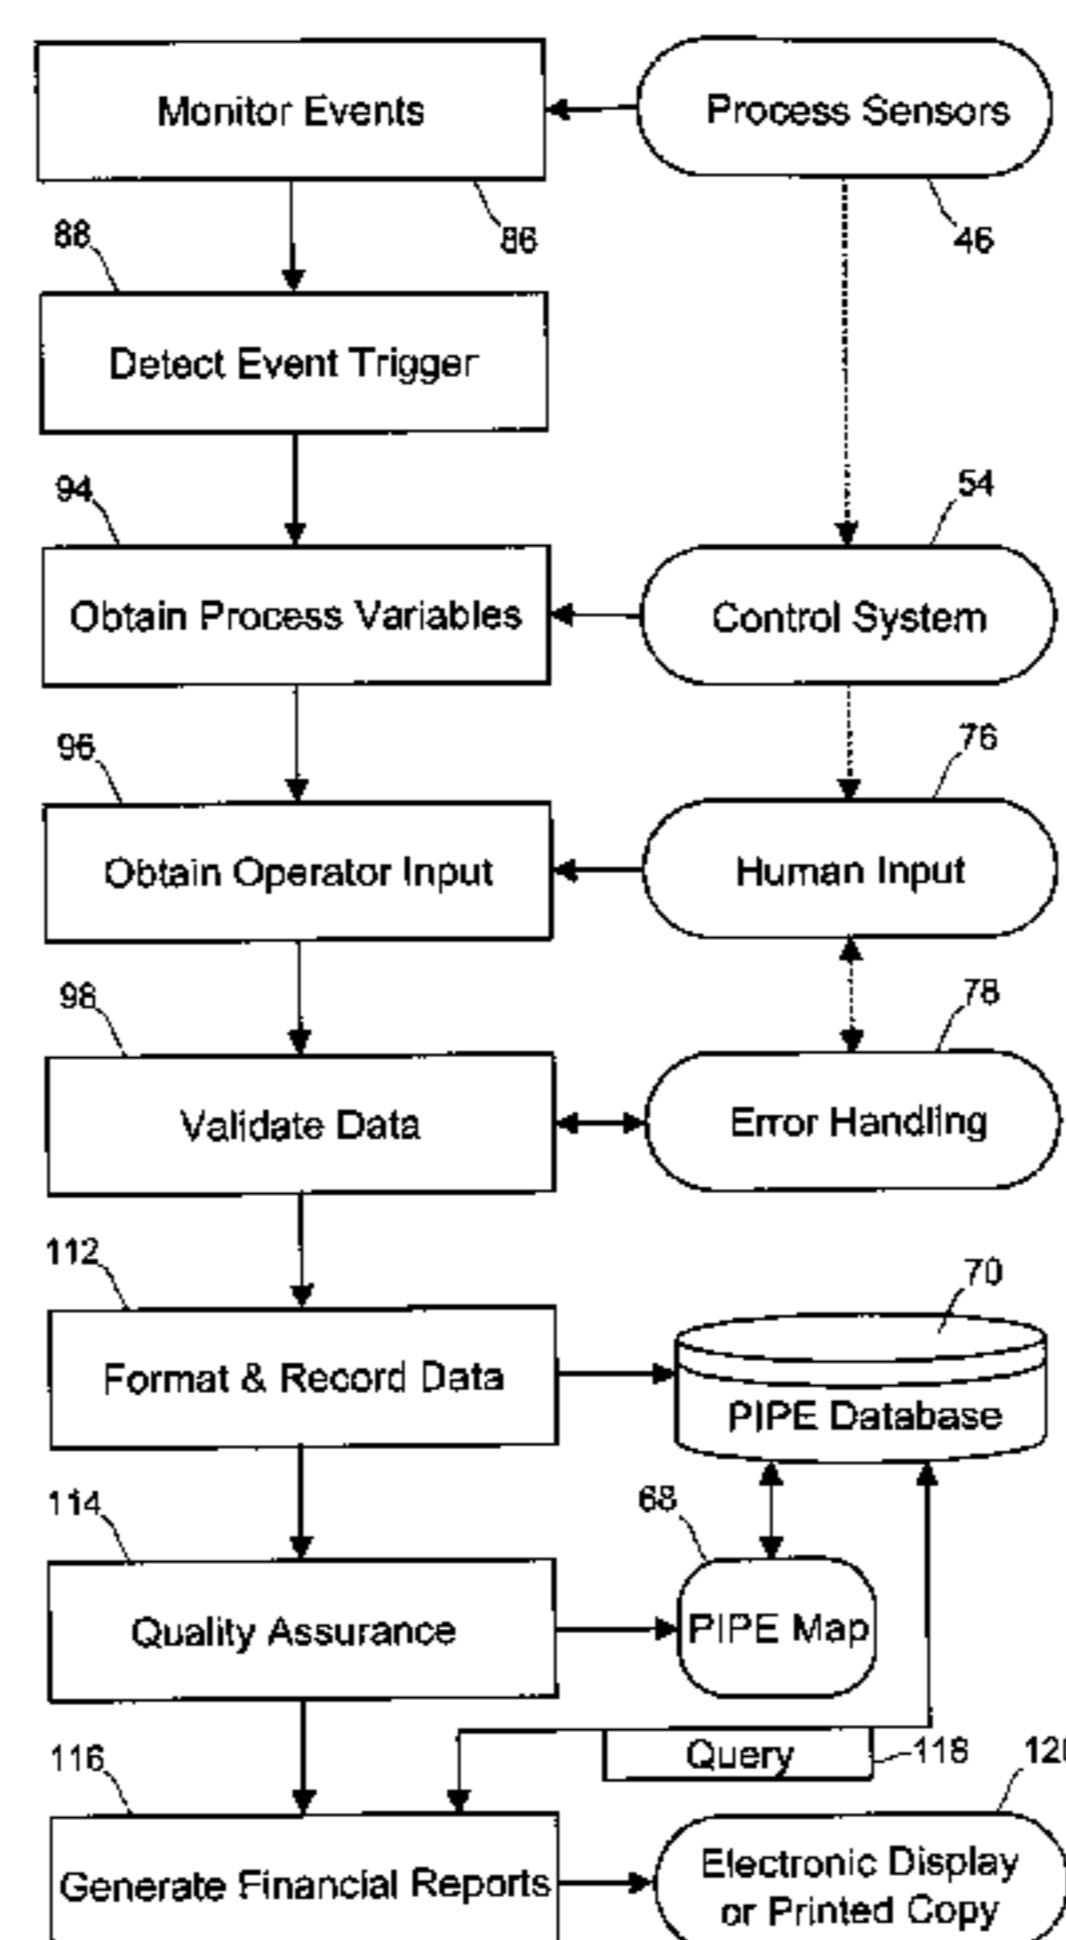 Monitor Events
Process Sensors
88
86
46
Detect Event Trigger
94
54
Obtain Process Variables
Control System
96
76
Obtain Operator Input
Human Input
98
78
Validate Data
Error Handling
112
70
Format & Record Data
PIPE Database
114
68
Quality Assurance
PIPE Map
116
Query
118
120
Generate Financial Reports
Electronic Display
or Printed Copy